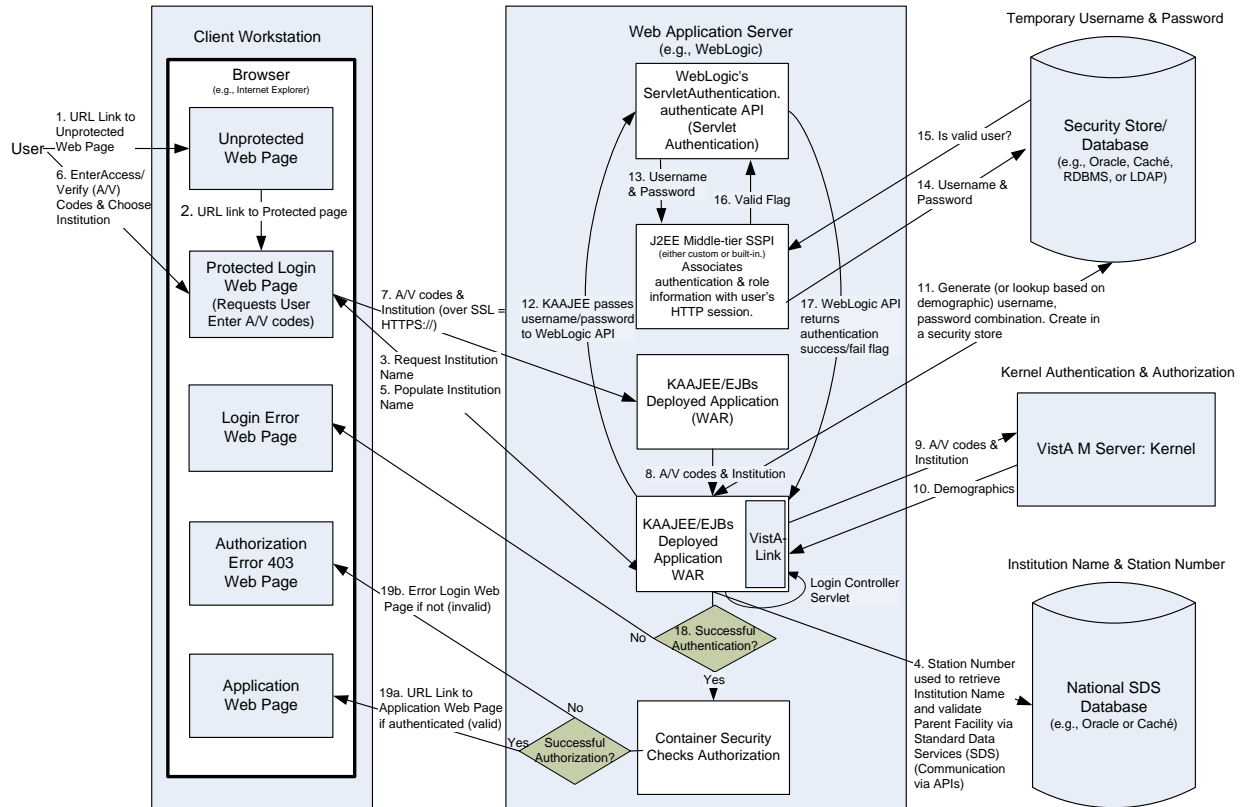 Client Workstation
Browser
(e.g., Internet Explorer)
User
1. URL Link to
Unprotected
Web Page
6. EnterAccess/
Verify (A/V)
Codes & Choose
Institution
Unprotected
Web Page
2. URL link to Protected page
Protected Login
Web Page
(Requests User
Enter A/V codes)
Login Error
Web Page
Authorization
Error 403
Web Page
Application
Web Page
7. A/V codes &
Institution (over SSL =
HTTPS://)
3. Request Institution
Name
5. Populate Institution
Name
19b. Error Login Web
Page if not (invalid)
19a. URL Link to
Application Web Page
if authenticated (valid)
Web Application Server
(e.g., WebLogic)
WebLogic's
ServletAuthentication.
authenticate API
(Servlet
Authentication)
13. Username
& Password
16. Valid Flag
J2EE Middle-tier SSPI
(either custom or built-in.)
Associates
authentication & role
information with user's
HTTP session.
12. KAAJEE passes
username/password
to WebLogic API
17. WebLogic API
returns
authentication
success/fail flag
KAAJEE/EJBs
Deployed Application
(WAR)
8. A/V codes & Institution
KAAJEE/EJBs
Deployed
Application
WAR
VistA-
Link
Login Controller
Servlet
No
18. Successful
Authentication?
Yes
Container Security
Checks Authorization
No
Yes
Successful
Authorization?
Temporary Username & Password
Security Store/
Database
(e.g., Oracle, Caché,
RDBMS, or LDAP)
15. Is valid user?
14. Username &
Password
11. Generate (or lookup based on
demographic) username,
password combination. Create in
a security store
Kernel Authentication & Authorization
VistA M Server: Kernel
9. A/V codes &
Institution
10. Demographics
Institution Name & Station Number
National SDS
Database
(e.g., Oracle or Caché)
4. Station Number
used to retrieve
Institution Name
and validate
Parent Facility via
Standard Data
Services (SDS)
(Communication
via APIs)